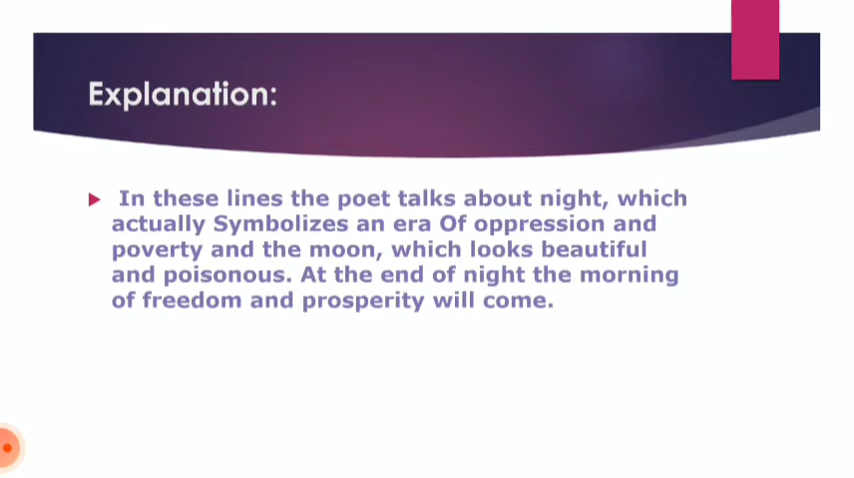 Explanation:
In these lines the poet talks about night, which
actually Symbolizes an era Of oppression and
poverty and the moon, which looks beautiful
and poisonous. At the end of night the morning
of freedom and prosperity will come.